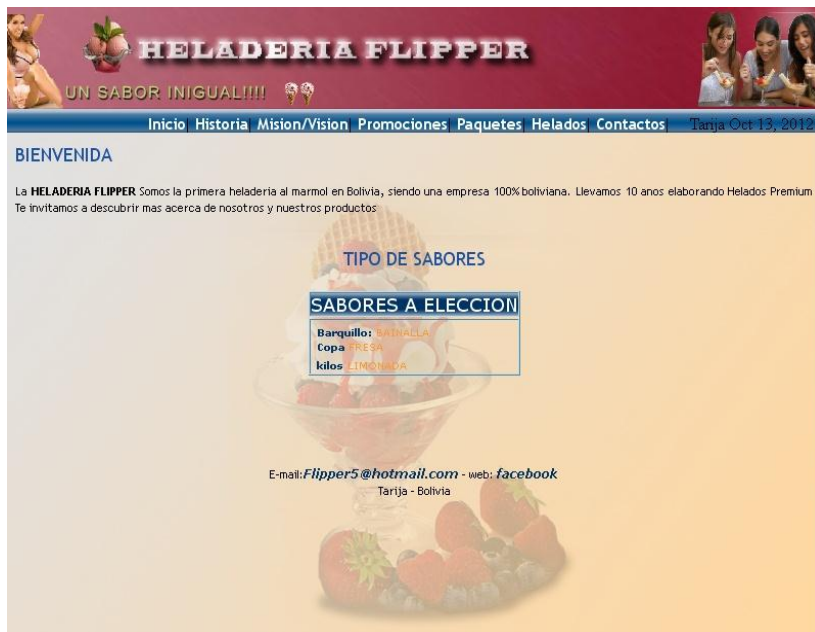 HELADERIA FLIPPER
UN SABOR INIGUAL!!!!
Inicio| Historia| Mision/Vision| Promociones| Paquetes| Helados| Contactos| Tarija Oct 13, 2012
BIENVENIDA
La HELADERIA FLIPPER Somos la primera heladeria al marmol en Bolivia, siendo una empresa 100% boliviana. Llevamos 10 anos elaborando Helados Premium
Te invitamos a descubrir mas acerca de nosotros y nuestros productos
TIPO DE SABORES
SABORES A ELECCION
Barquillo: BAINALLA
Copa FRESA
kilos LIMONADA
E-mail:Flipper5@hotmail.com - web: facebook
Tarija - Bolivia